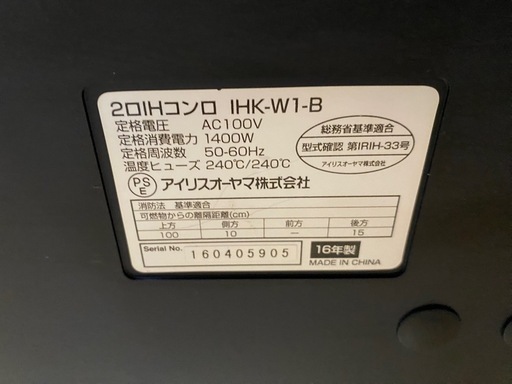 2口IHコンロ IHK-W1-B
定格電圧 AC100V
定格消費電力 1400W
定格周波数 50-60Hz
温度ヒューズ 240℃/240℃
総務省基準適合
型式確認 第IRIH-33号
アイリスオーヤマ株式会社
PS
E
アイリスオーヤマ株式会社
消防法 基準適合
可燃物からの離隔距離(cm)
上方 側方 前方 後方
100 10 － 15
Serial No. 160405905
16年製
MADE IN CHINA